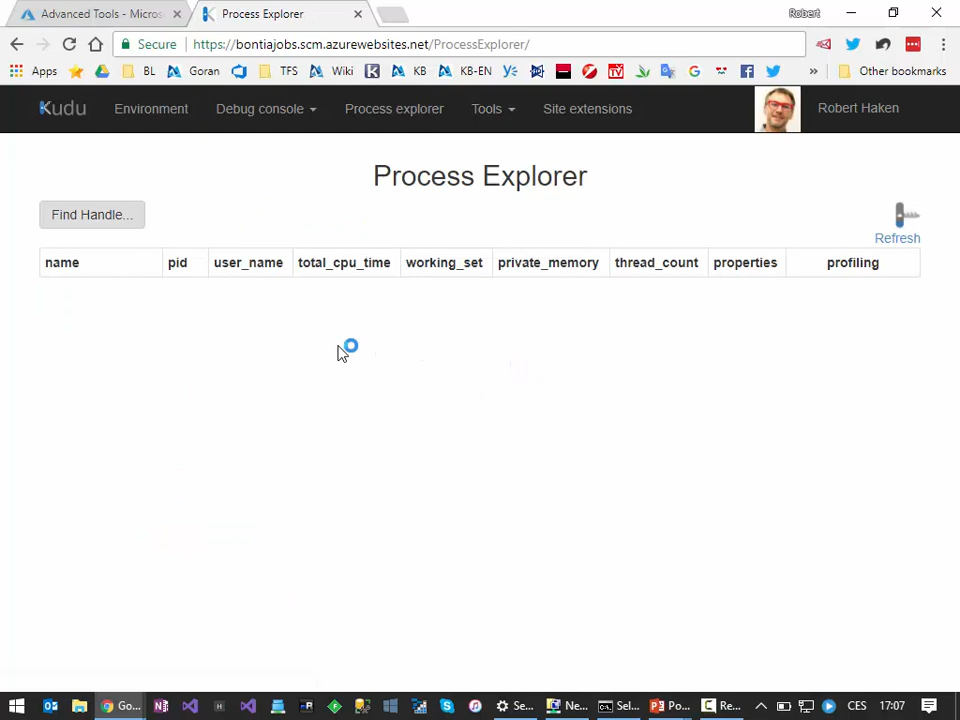 Advanced Tools - Micros
Process Explorer
Robert
Secure
https://bontiajobs.scm.azurewebsites.net/ProcessExplorer/
Apps
BL
Goran
TFS
Wiki
KB
KB-EN
»
Other bookmarks
Kudu
Environment
Debug console
Process explorer
Tools
Site extensions
Robert Haken
Process Explorer
Find Handle...
Refresh
name
pid
user_name
total_cpu_time
working_set
private_memory
thread_count
properties
profiling
Go...
Se...
Ne...
Sel...
Po...
Re...
CES
17:07